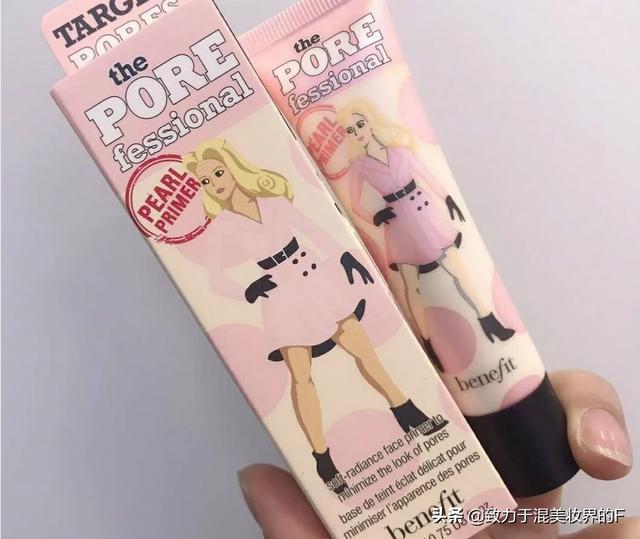 TARGE
PORES
the
PORE
fessional
PEARL
PRIMER
soft-radiance face primer to
minimize the look of pores
base de teint éclat délicat pour
minimiser l'apparence des pores
benefit
the
PORE
fessional
PEARL
PRIMER
benefit
头条 @致力于混美妆界的F